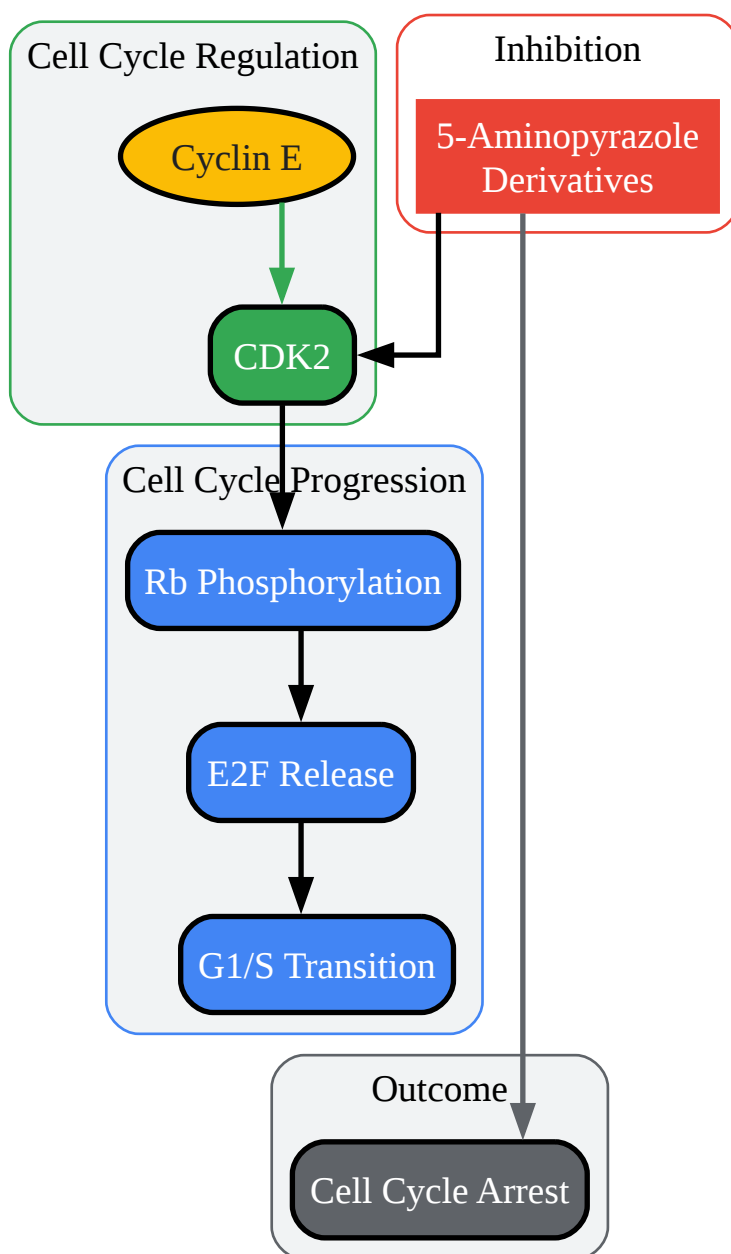 Cell Cycle Regulation
Cyclin E
CDK2
Inhibition
5-Aminopyrazole
Derivatives
Cell Cycle Progression
Rb Phosphorylation
E2F Release
G1/S Transition
Outcome
Cell Cycle Arrest